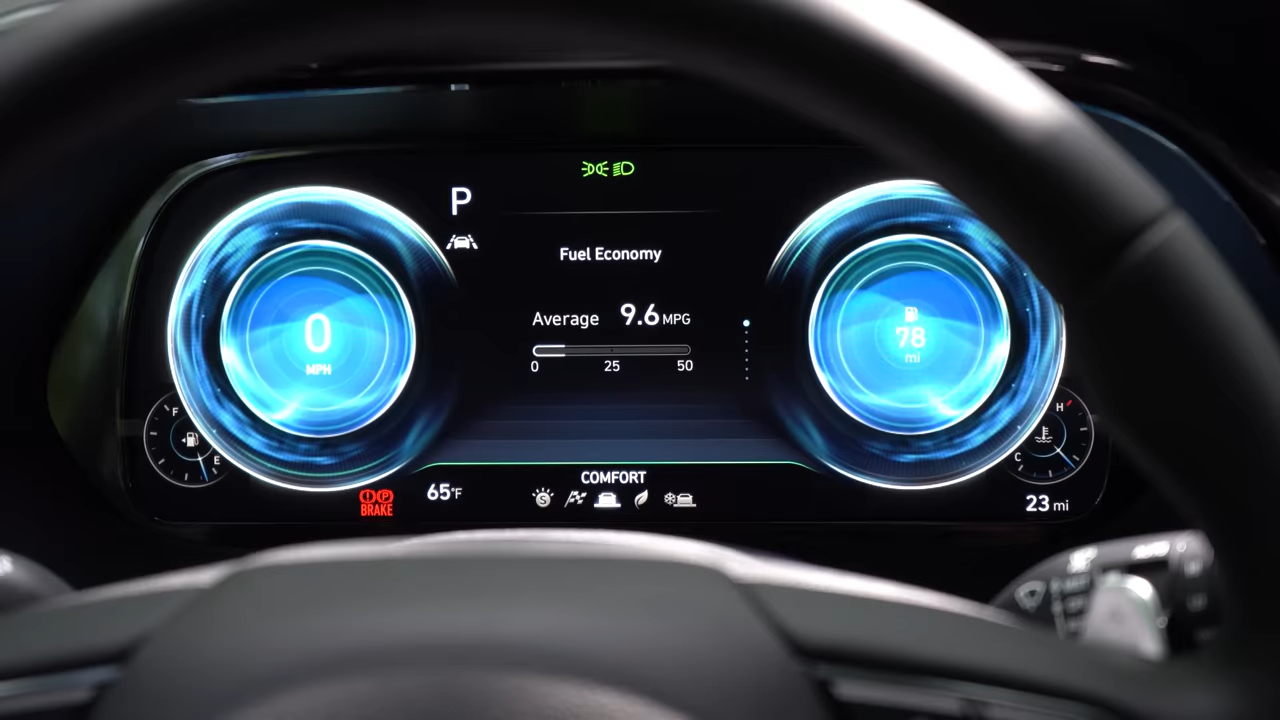 P
Fuel Economy
Average 9.6 MPG
0 25 50
0
MPH
78
mi
F
E
H
C
COMFORT
65°F
S
P
BRAKE
23 mi